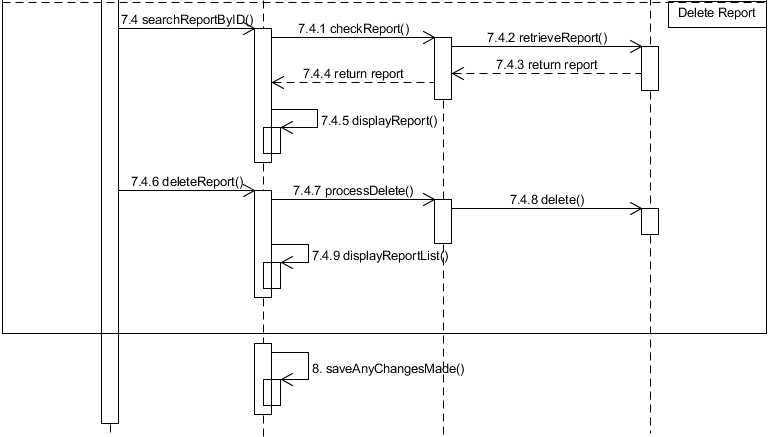 Delete Report
7.4 searchReportByID()
7.4.1 checkReport()
7.4.2 retrieveReport()
7.4.3 return report
7.4.4 return report
7.4.5 displayReport()
7.4.6 deleteReport()
7.4.7 processDelete()
7.4.8 delete()
7.4.9 displayReportList()
8. saveAnyChangesMade()